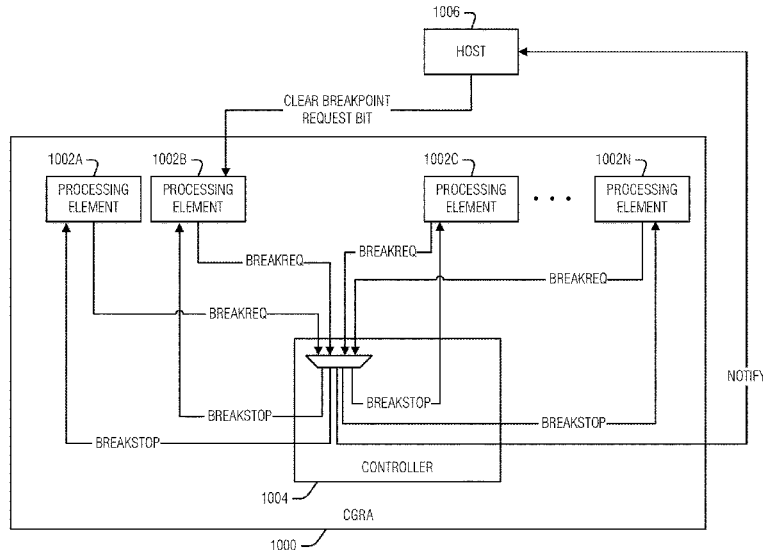 1006
HOST
CLEAR BREAKPOINT
REQUEST BIT
1002A
1002B
1002C
1002N
PROCESSING
ELEMENT
PROCESSING
ELEMENT
PROCESSING
ELEMENT
• • •
PROCESSING
ELEMENT
BREAKREQ
BREAKREQ
BREAKREQ
BREAKREQ
NOTIFY
BREAKSTOP
BREAKSTOP
BREAKSTOP
BREAKSTOP
CONTROLLER
1004
CGRA
1000